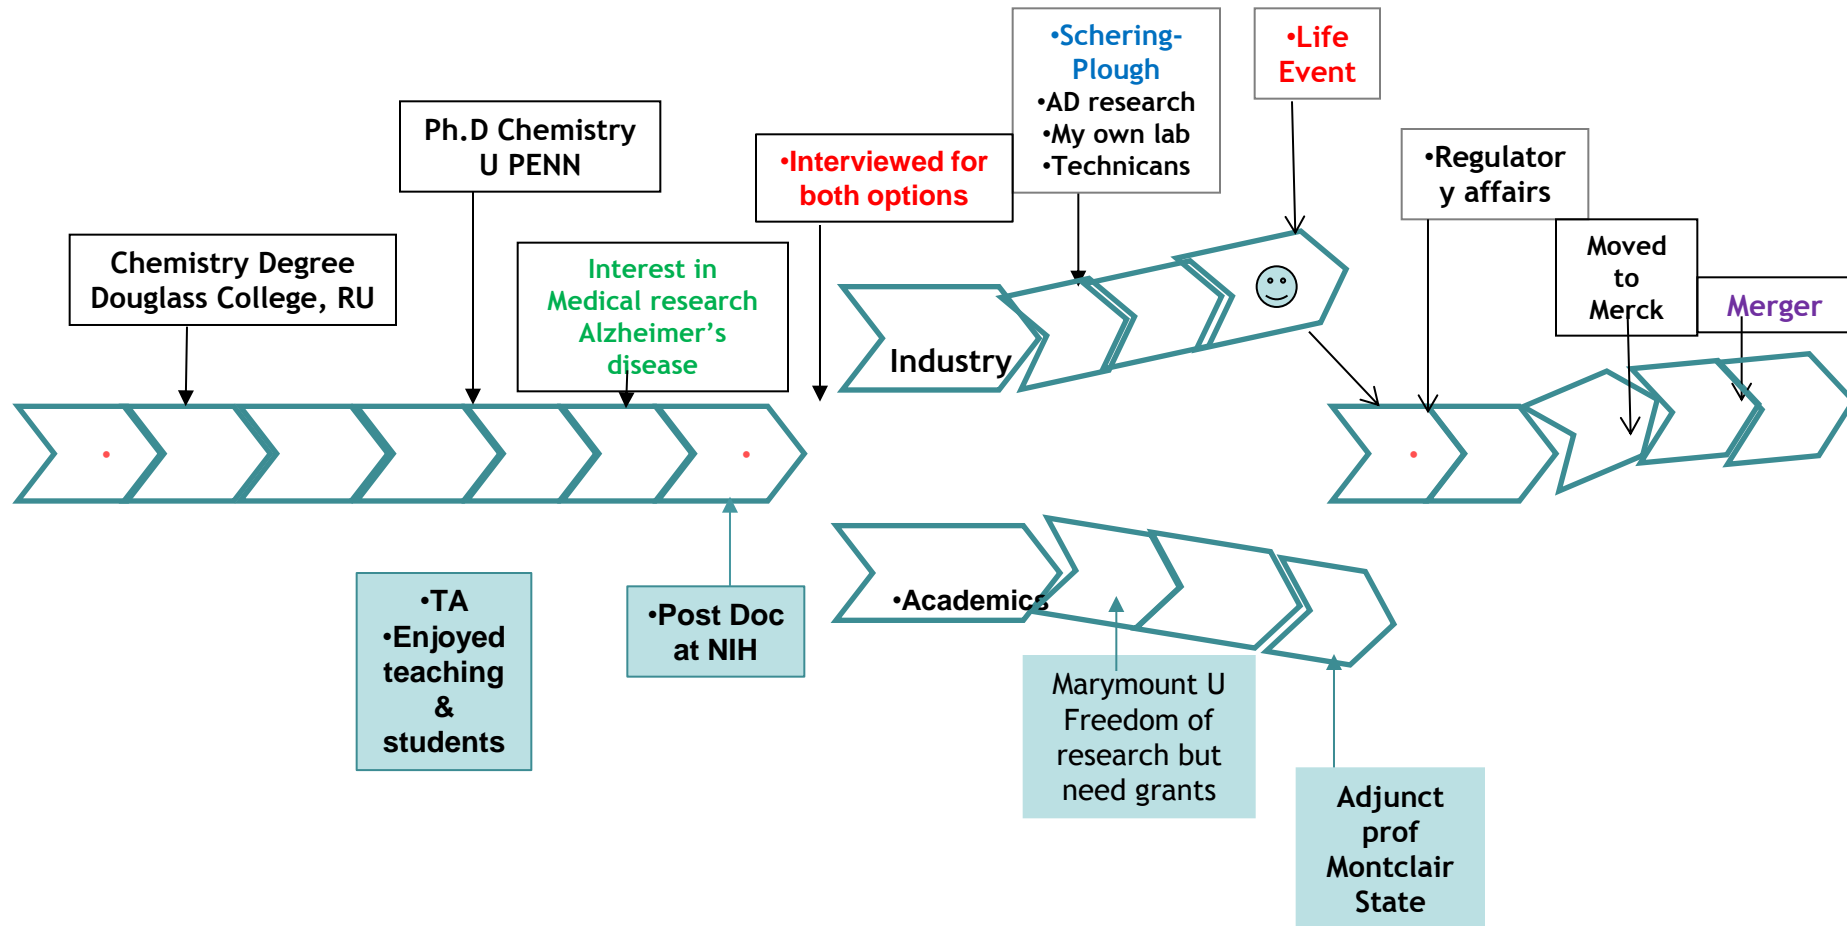 •Schering-
Plough
•AD research
•My own lab
•Technicans
•Life
Event
Ph.D Chemistry
U PENN
•Interviewed for
both options
•Regulator
y affairs
Chemistry Degree
Douglass College, RU
Interest in
Medical research
Alzheimer's
disease
Moved
to
Merck
Merger
Industry
•TA
•Enjoyed
teaching
&
students
•Post Doc
at NIH
•Academics
Marymount U
Freedom of
research but
need grants
Adjunct
prof
Montclair
State